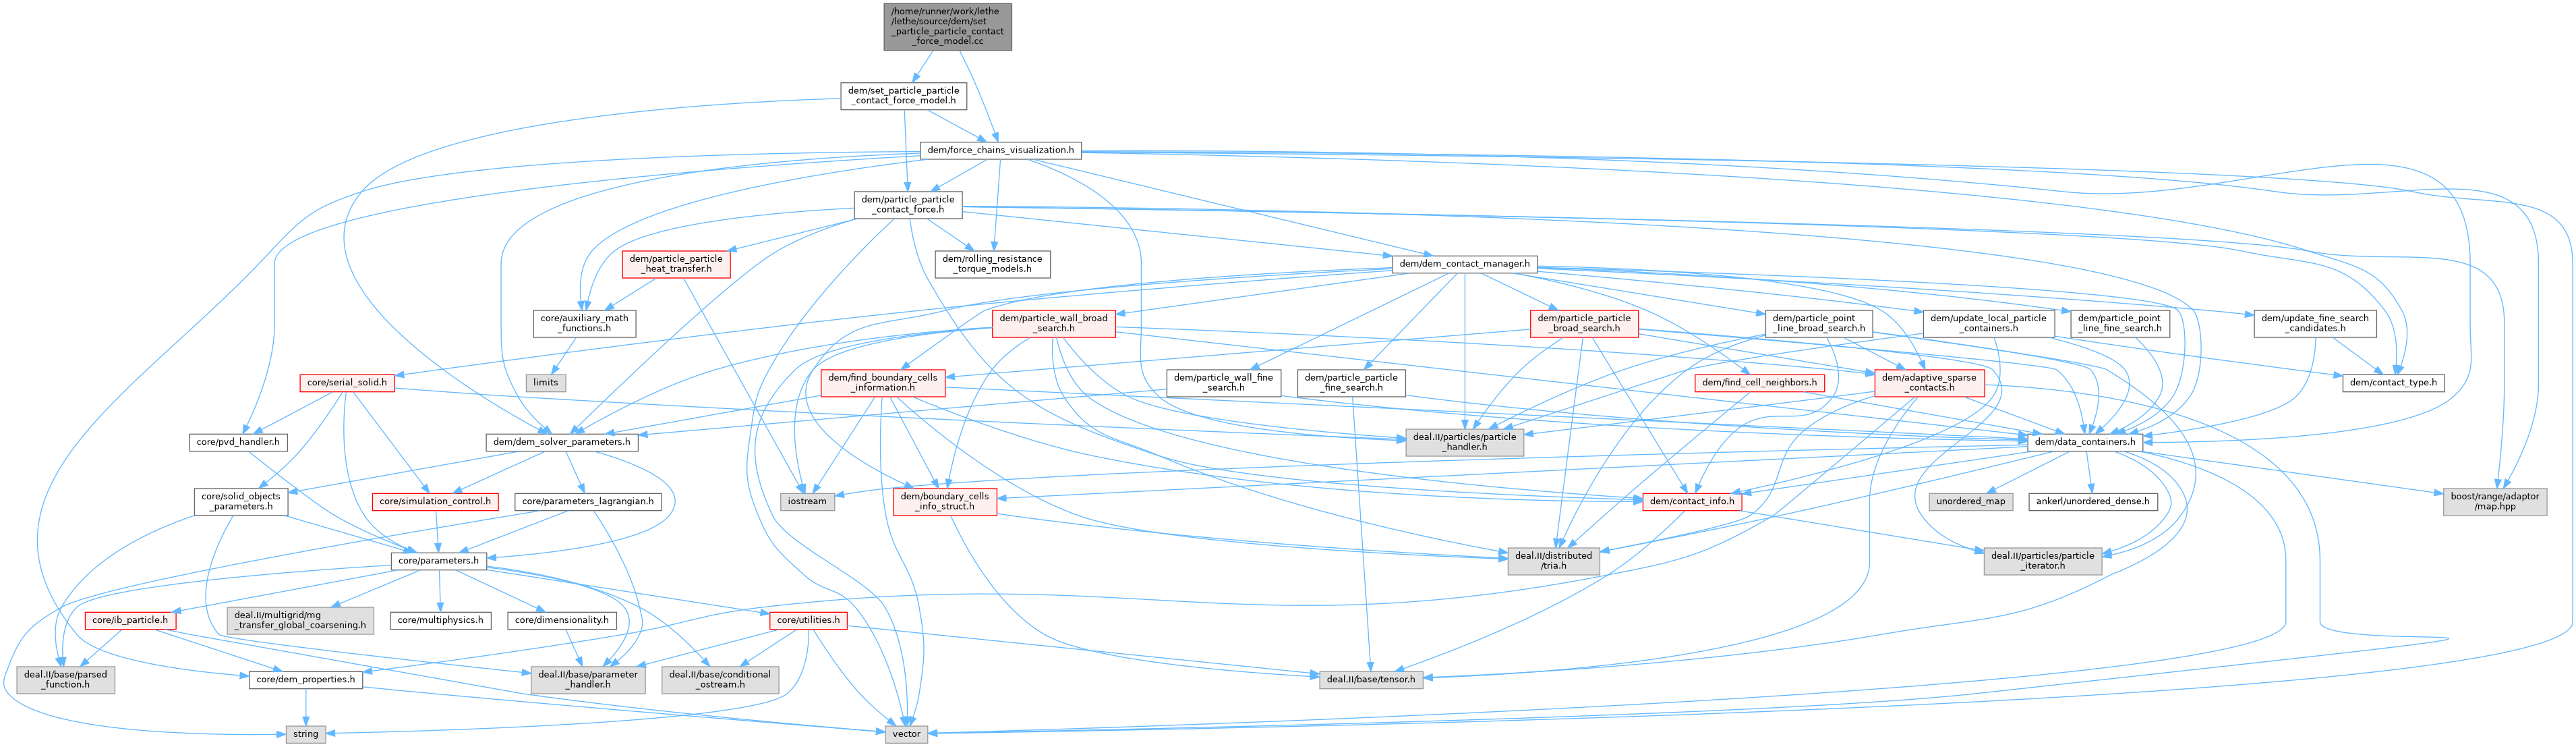 /home/runner/work/lethe
/lethe/source/dem/set
_particle_particle_contact
_force_model.cc
dem/set_particle_particle
_contact_force_model.h
dem/force_chains_visualization.h
dem/particle_particle
_contact_force.h
dem/particle_particle
_heat_transfer.h
dem/rolling_resistance
_torque_models.h
dem/dem_contact_manager.h
core/auxiliary_math
_functions.h
dem/particle_wall_broad
_search.h
dem/particle_particle
_broad_search.h
dem/particle_point
_line_broad_search.h
dem/update_local_particle
_containers.h
dem/particle_point
_line_fine_search.h
dem/update_fine_search
_candidates.h
limits
core/serial_solid.h
dem/find_boundary_cells
_information.h
dem/particle_wall_fine
_search.h
dem/particle_particle
_fine_search.h
dem/find_cell_neighbors.h
dem/adaptive_sparse
_contacts.h
dem/contact_type.h
core/pvd_handler.h
dem/dem_solver_parameters.h
deal.II/particles/particle
_handler.h
dem/data_containers.h
core/solid_objects
_parameters.h
core/simulation_control.h
core/parameters_lagrangian.h
iostream
dem/boundary_cells
_info_struct.h
dem/contact_info.h
unordered_map
ankerl/unordered_dense.h
boost/range/adaptor
/map.hpp
core/parameters.h
deal.II/distributed
/tria.h
deal.II/particles/particle
_iterator.h
core/ib_particle.h
deal.II/multigrid/mg
_transfer_global_coarsening.h
core/multiphysics.h
core/dimensionality.h
core/utilities.h
deal.II/base/parsed
_function.h
core/dem_properties.h
deal.II/base/parameter
_handler.h
deal.II/base/conditional
_ostream.h
deal.II/base/tensor.h
string
vector